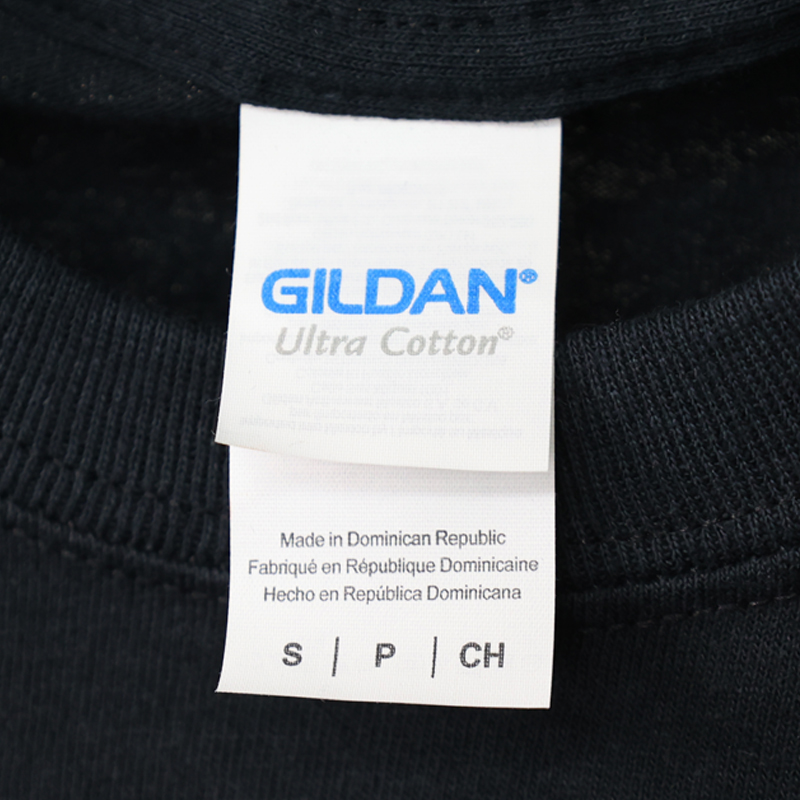 GILDAN®
Ultra Cotton®
Made in Dominican Republic
Fabriqué en République Dominicaine
Hecho en República Dominicana
S | P | CH